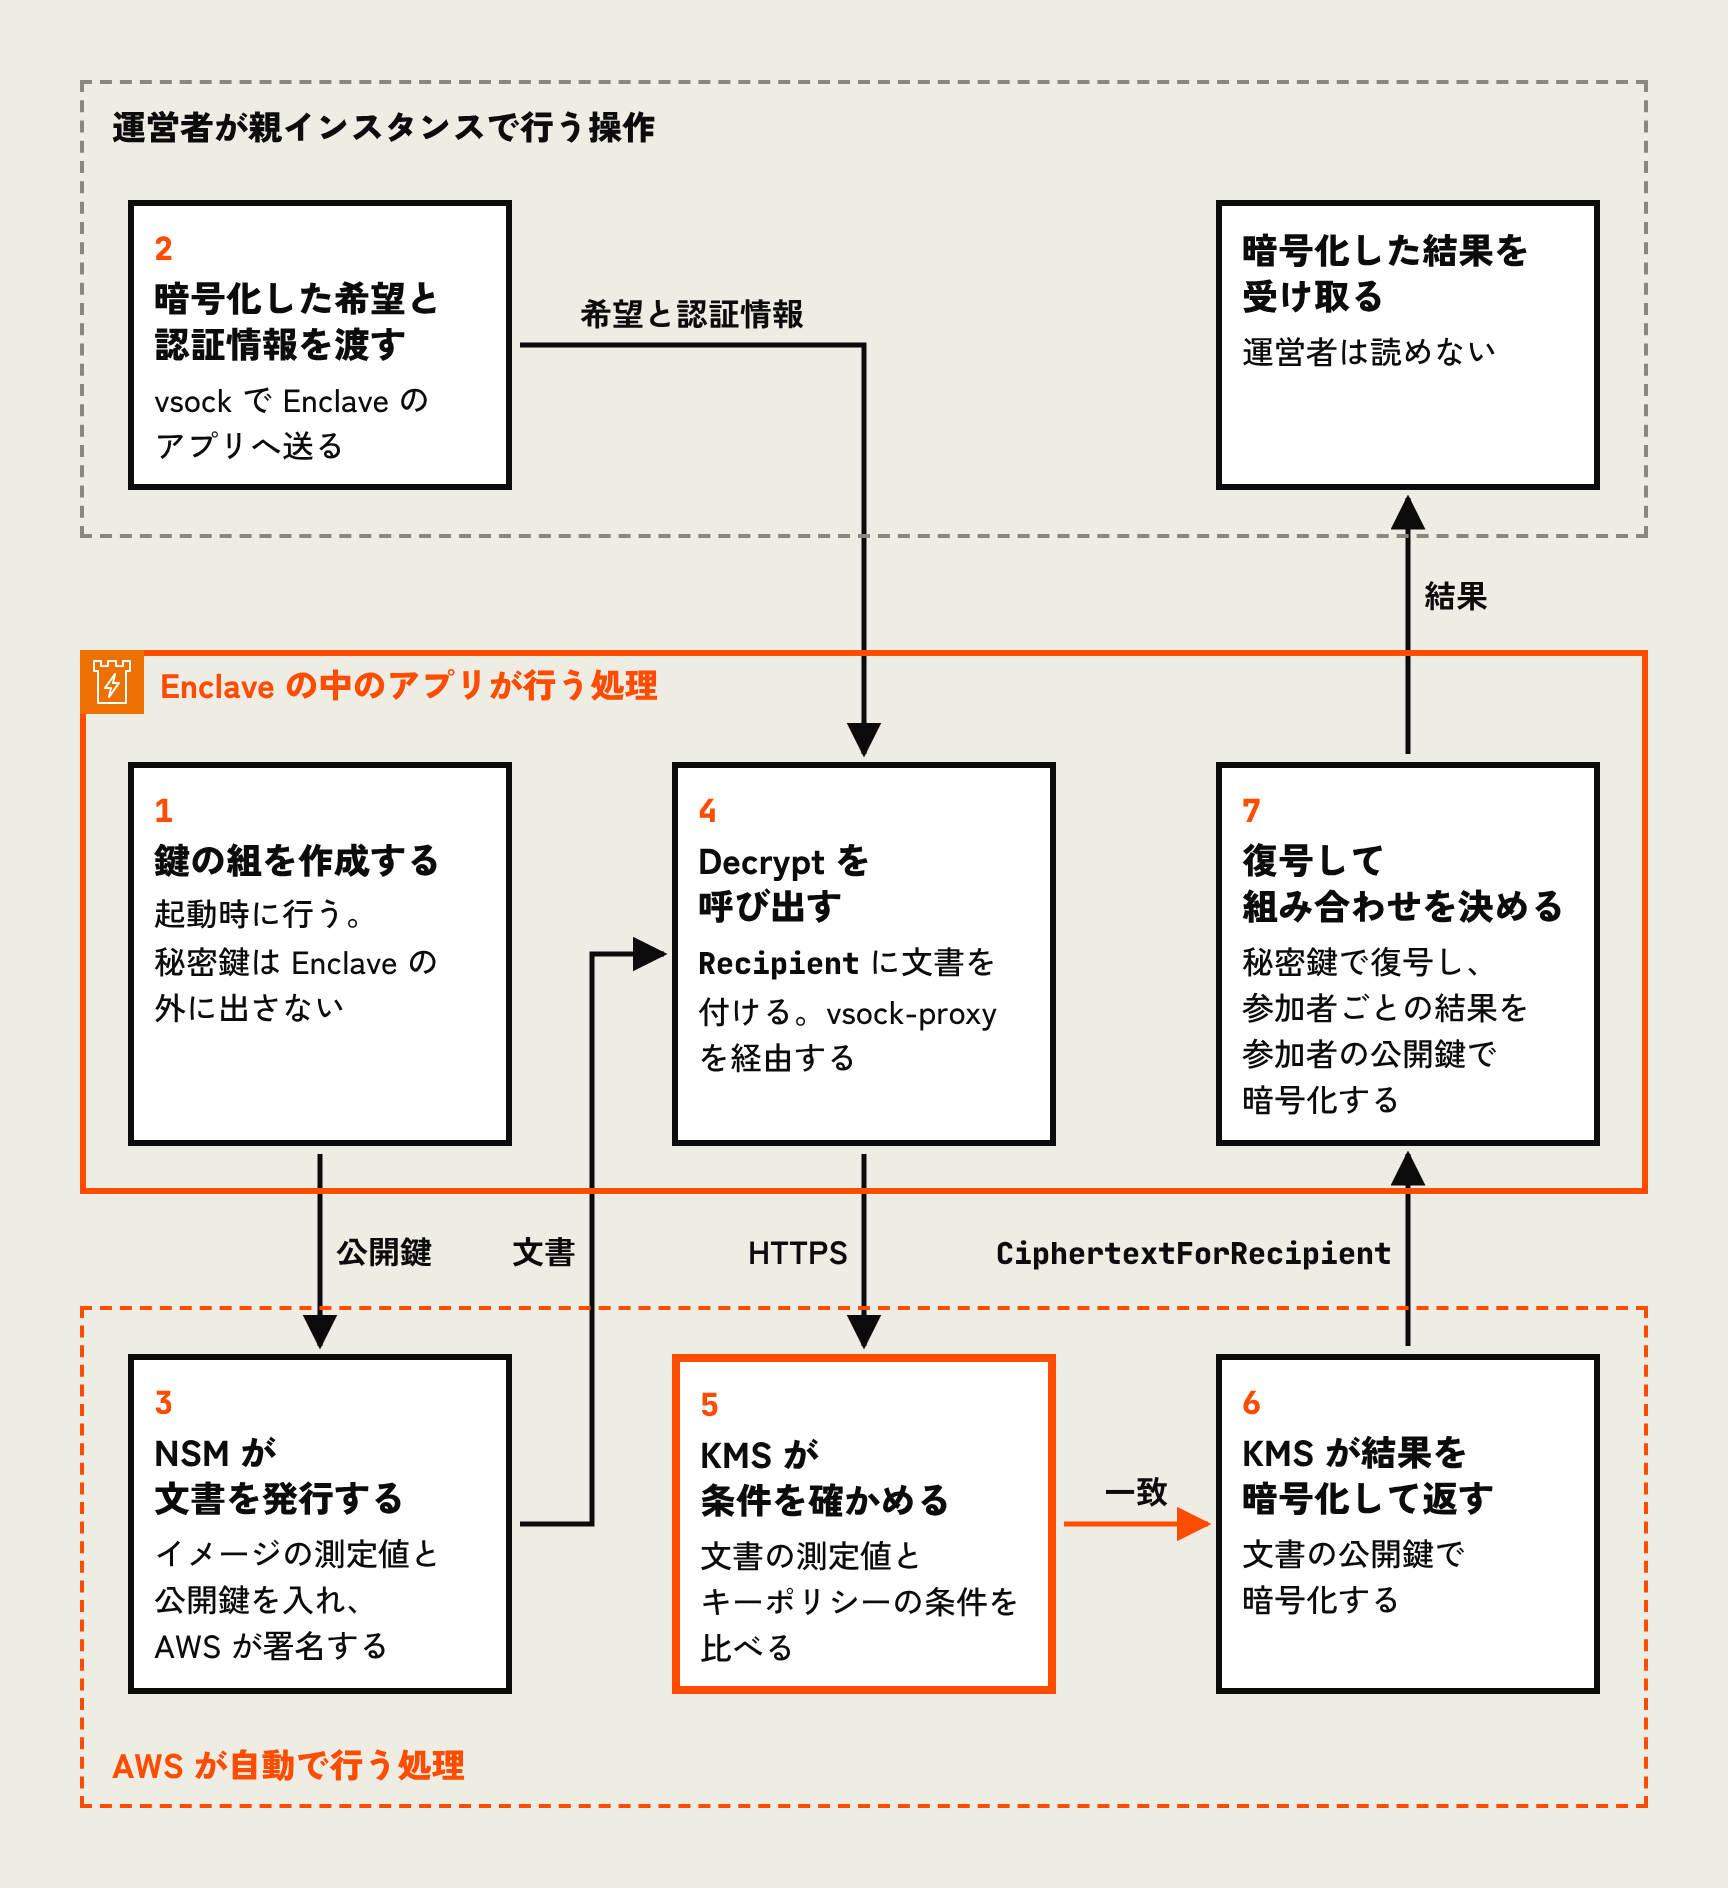 運営者が親インスタンスで行う操作
2
暗号化した希望と
認証情報を渡す
vsock で Enclave の
アプリへ送る
希望と認証情報
暗号化した結果を
受け取る
運営者は読めない
結果
Enclave の中のアプリが行う処理
1
鍵の組を作成する
起動時に行う。
秘密鍵は Enclave の
外に出さない
4
Decrypt を
呼び出す
Recipient に文書を
付ける。vsock-proxy
を経由する
7
復号して
組み合わせを決める
秘密鍵で復号し、
参加者ごとの結果を
参加者の公開鍵で
暗号化する
公開鍵
文書
HTTPS
CiphertextForRecipient
3
NSM が
文書を発行する
イメージの測定値と
公開鍵を入れ、
AWS が署名する
5
KMS が
条件を確かめる
文書の測定値と
キーポリシーの条件を
比べる
一致
6
KMS が結果を
暗号化して返す
文書の公開鍵で
暗号化する
AWS が自動で行う処理